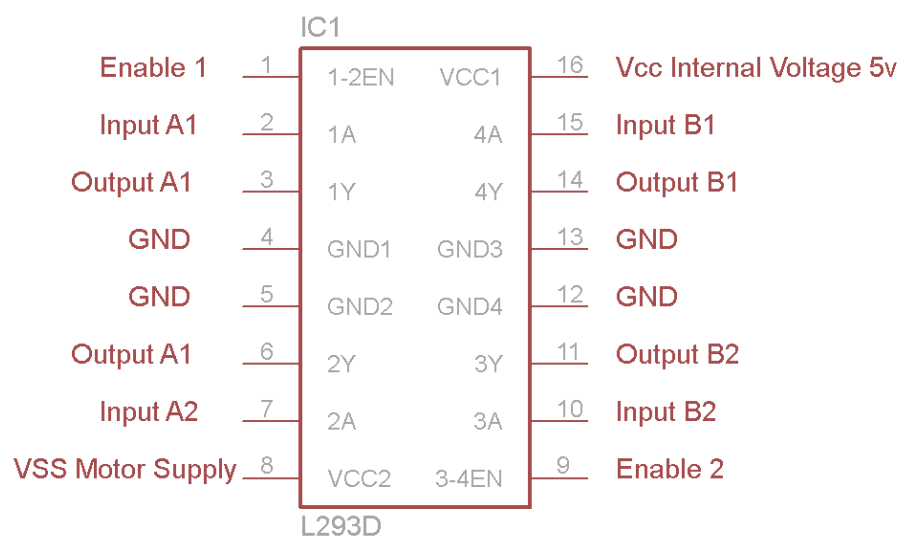 IC1
Enable 1 1 1-2EN VCC1 16 Vcc Internal Voltage 5v
Input A1 2 1A 4A 15 Input B1
Output A1 3 1Y 4Y 14 Output B1
GND 4 GND1 GND3 13 GND
GND 5 GND2 GND4 12 GND
Output A1 6 2Y 3Y 11 Output B2
Input A2 7 2A 3A 10 Input B2
VSS Motor Supply 8 VCC2 3-4EN 9 Enable 2
L293D